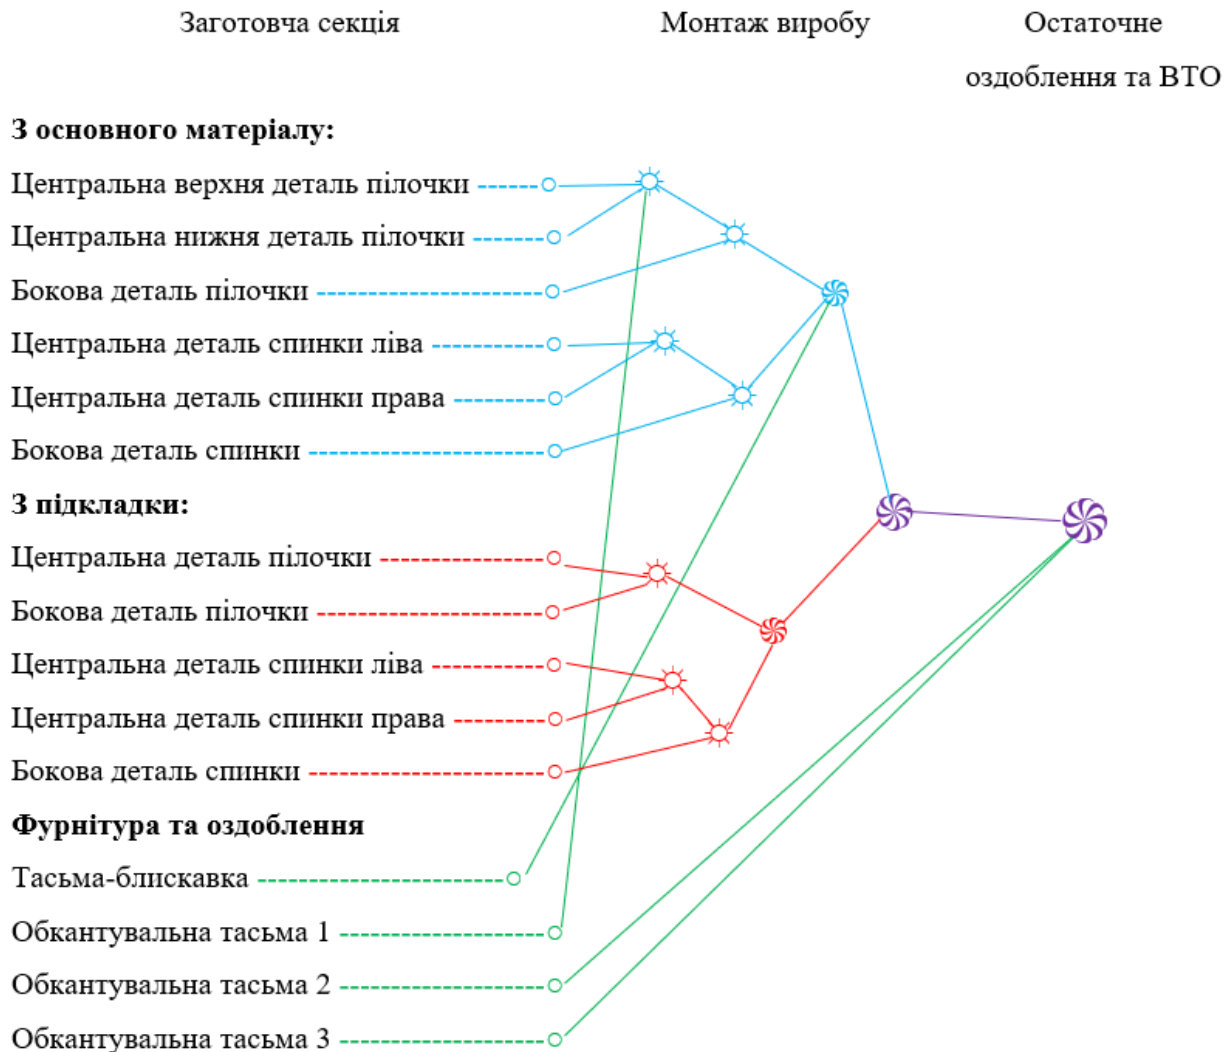 Заготовча секція Монтаж виробу Остаточне
оздоблення та ВТО
З основного матеріалу:
Центральна верхня деталь пілочки
Центральна нижня деталь пілочки
Бокова деталь пілочки
Центральна деталь спинки ліва
Центральна деталь спинки права
Бокова деталь спинки
З підкладки:
Центральна деталь пілочки
Бокова деталь пілочки
Центральна деталь спинки ліва
Центральна деталь спинки права
Бокова деталь спинки
Фурнітура та оздоблення
Тасьма-блискавка
Обкантувальна тасьма 1
Обкантувальна тасьма 2
Обкантувальна тасьма 3